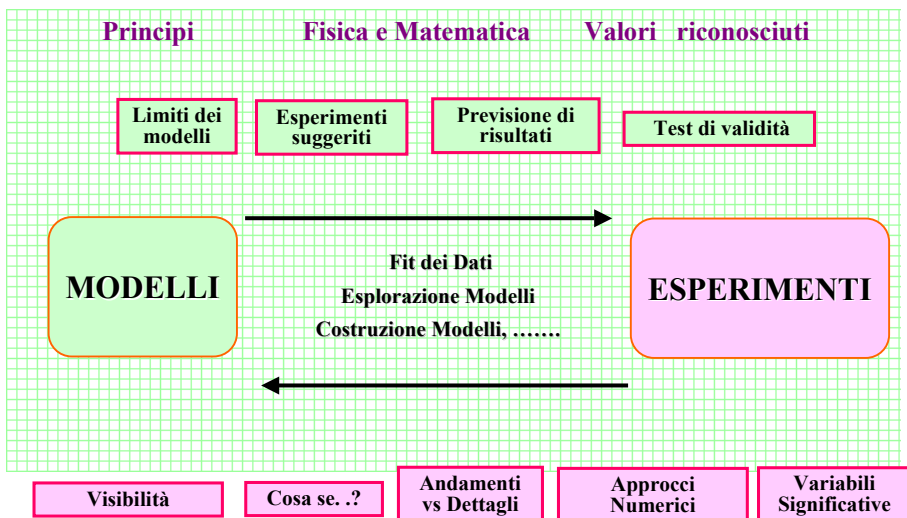 Principi Fisica e Matematica Valori riconosciuti
Limiti dei
modelli
Esperimenti
suggeriti
Previsione di
risultati
Test di validità
MODELLI
Fit dei Dati
Esplorazione Modelli
Costruzione Modelli, …….
ESPERIMENTI
Visibilità
Cosa se. .?
Andamenti
vs Dettagli
Approcci
Numerici
Variabili
Significative